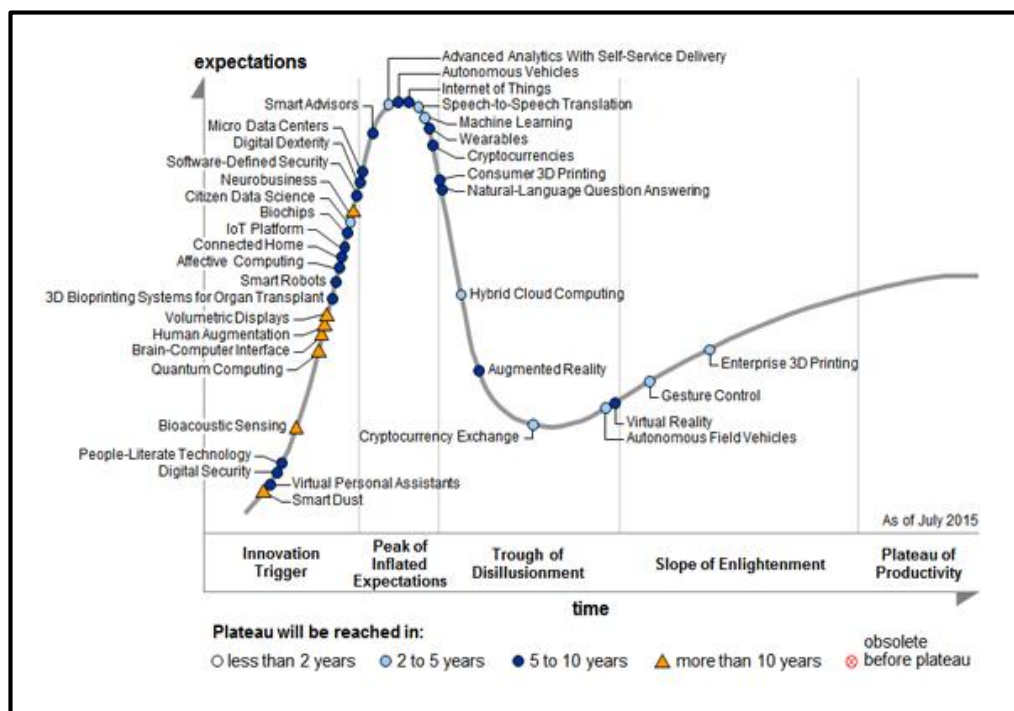 expectations
Advanced Analytics With Self-Service Delivery
Autonomous Vehicles
Internet of Things
Speech-to-Speech Translation
Machine Learning
Wearables
Cryptocurrencies
Consumer 3D Printing
Natural-Language Question Answering
Smart Advisors
Micro Data Centers
Digital Dexterity
Software-Defined Security
Neurobusiness
Citizen Data Science
Biochips
IoT Platform
Connected Home
Affective Computing
Smart Robots
3D Bioprinting Systems for Organ Transplant
Volumetric Displays
Human Augmentation
Brain-Computer Interface
Quantum Computing
Bioacoustic Sensing
People-Literate Technology
Digital Security
Virtual Personal Assistants
Smart Dust
Hybrid Cloud Computing
Augmented Reality
Cryptocurrency Exchange
Enterprise 3D Printing
Gesture Control
Virtual Reality
Autonomous Field Vehicles
As of July 2015
Innovation
Trigger
Peak of
Inflated
Expectations
Trough of
Disillusionment
Slope of Enlightenment
Plateau of
Productivity
time
Plateau will be reached in:
less than 2 years
2 to 5 years
5 to 10 years
more than 10 years
obsolete
before plateau